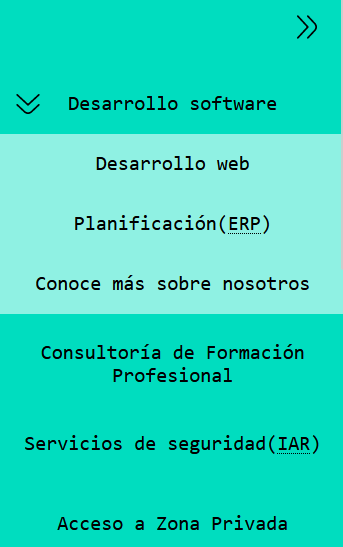 Desarrollo software
Desarrollo web
Planificación(ERP)
Conoce más sobre nosotros
Consultoría de Formación
Profesional
Servicios de seguridad(IAR)
Acceso a Zona Privada